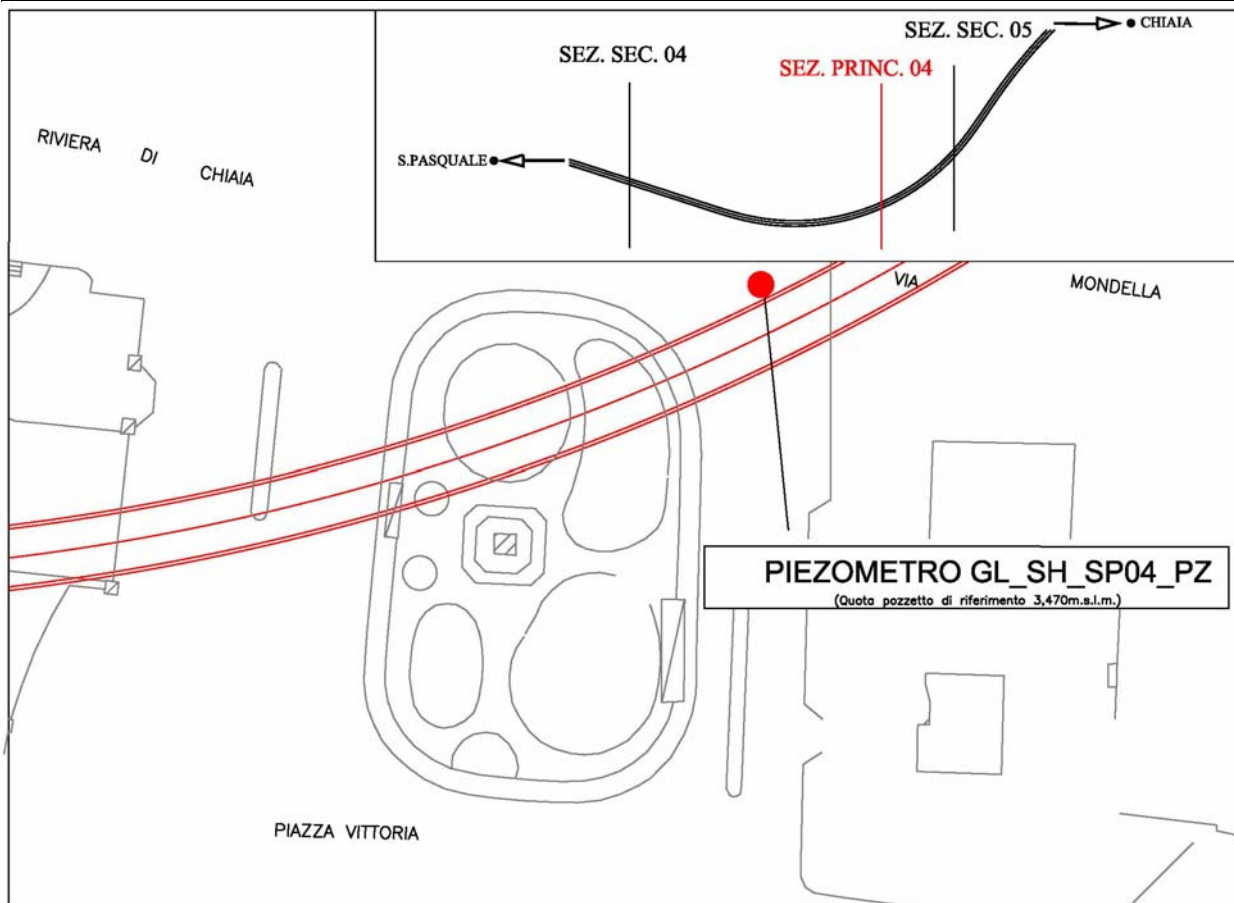 SEZ. SEC. 04
SEZ. PRINC. 04
SEZ. SEC. 05
CHIAIA
S.PASQUALE
RIVIERA DI CHIAIA
VIA MONDELLA
PIEZOMETRO GL_SH_SP04_PZ
(Quota pozzetto di riferimento 3,470m.s.l.m.)
PIAZZA VITTORIA